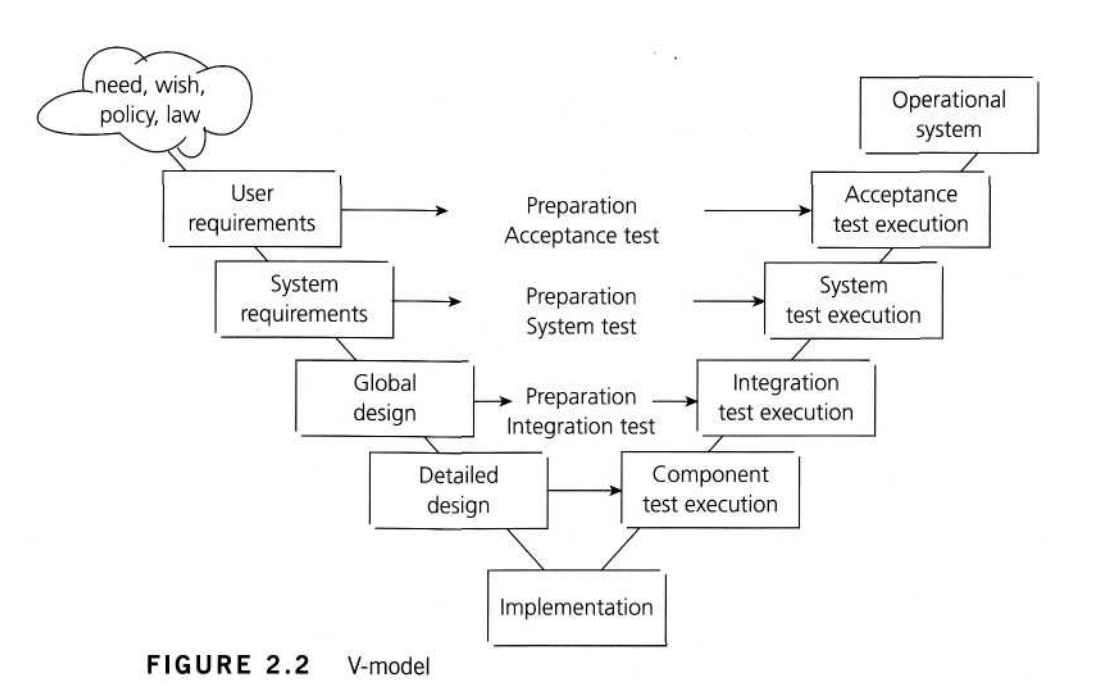 need, wish,
policy, law
Operational
system
User
requirements
Preparation
Acceptance test
Acceptance
test execution
System
requirements
Preparation
System test
System
test execution
Global
design
Preparation
Integration test
Integration
test execution
Detailed
design
Component
test execution
Implementation
FIGURE 2.2 V-model